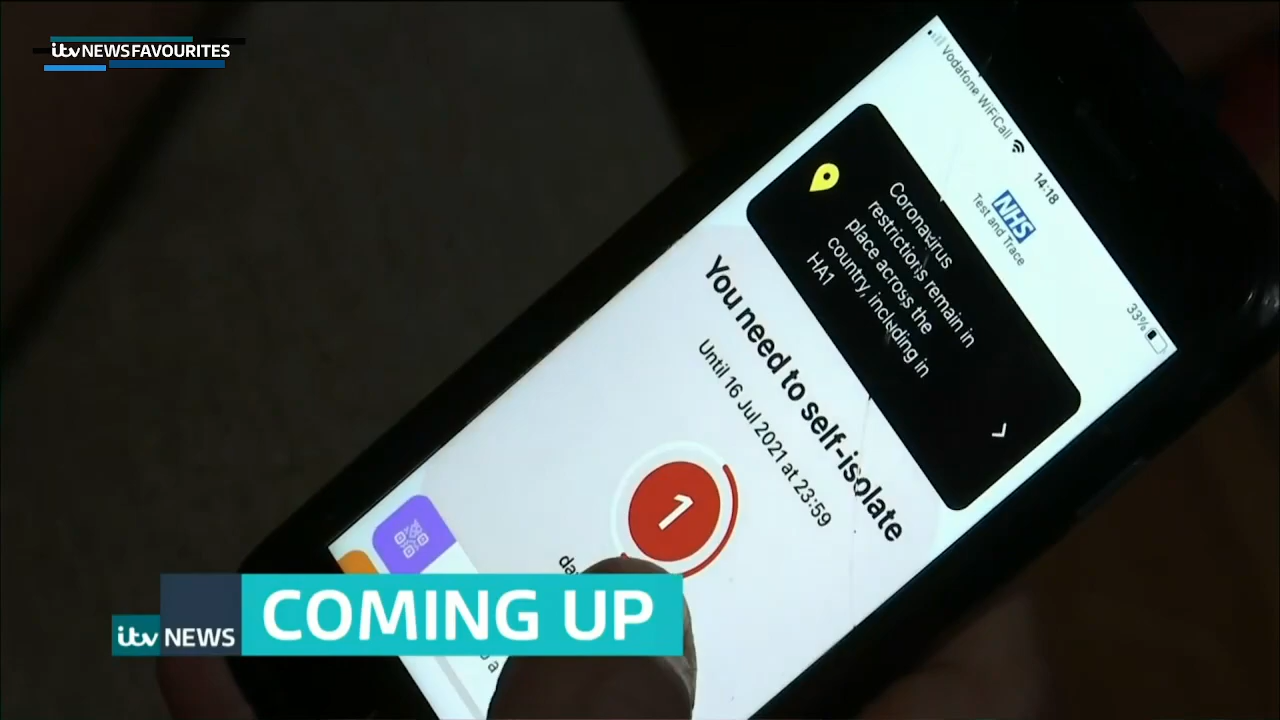 itv NEWS FAVOURITES
Vodafone WiFiCall
14:18
33%
NHS
Test and Trace
Coronavirus
restrictions remain in
place across the
country, including in
HA1
You need to self-isolate
Until 16 Jul 2021 at 23:59
1
COMING UP
itv NEWS